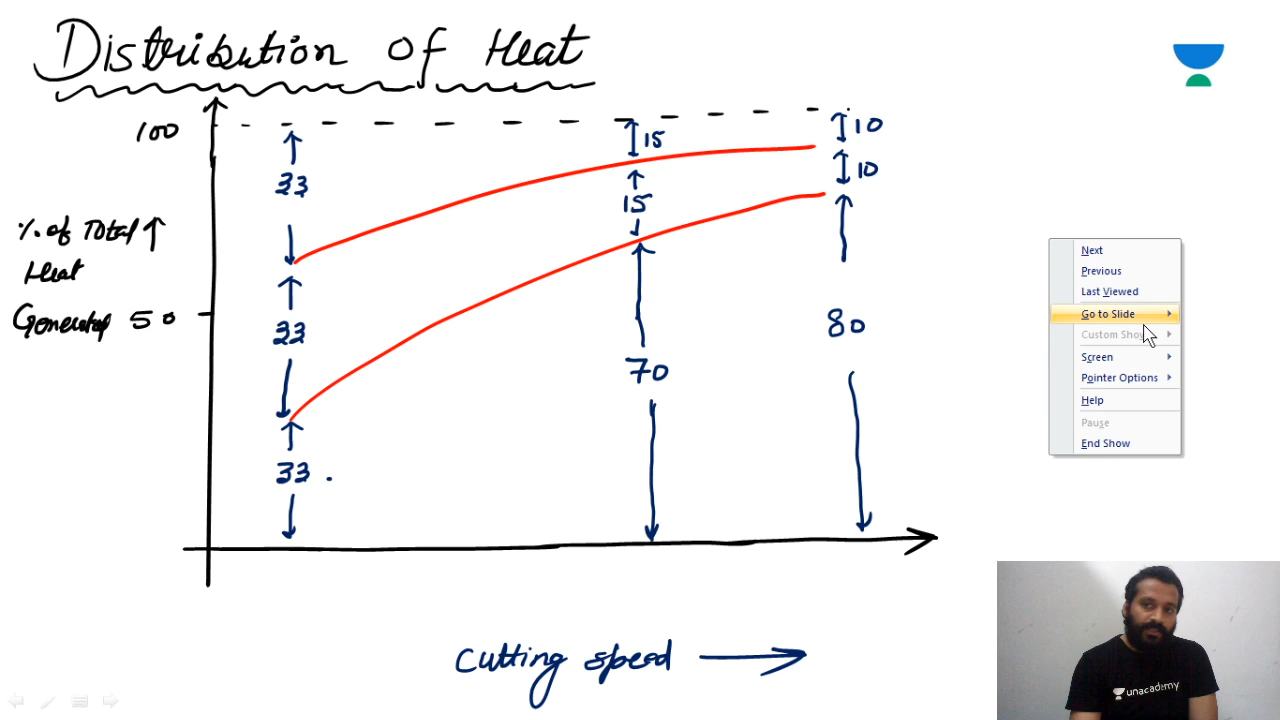 Distribution of Heat
100
% of Total ↑
Heat
Generated 50
33
33
33 .
15
15
70
10
10
80
Cutting speed →
Next
Previous
Last Viewed
Go to Slide
Custom Show
Screen
Pointer Options
Help
Pause
End Show
unacademy